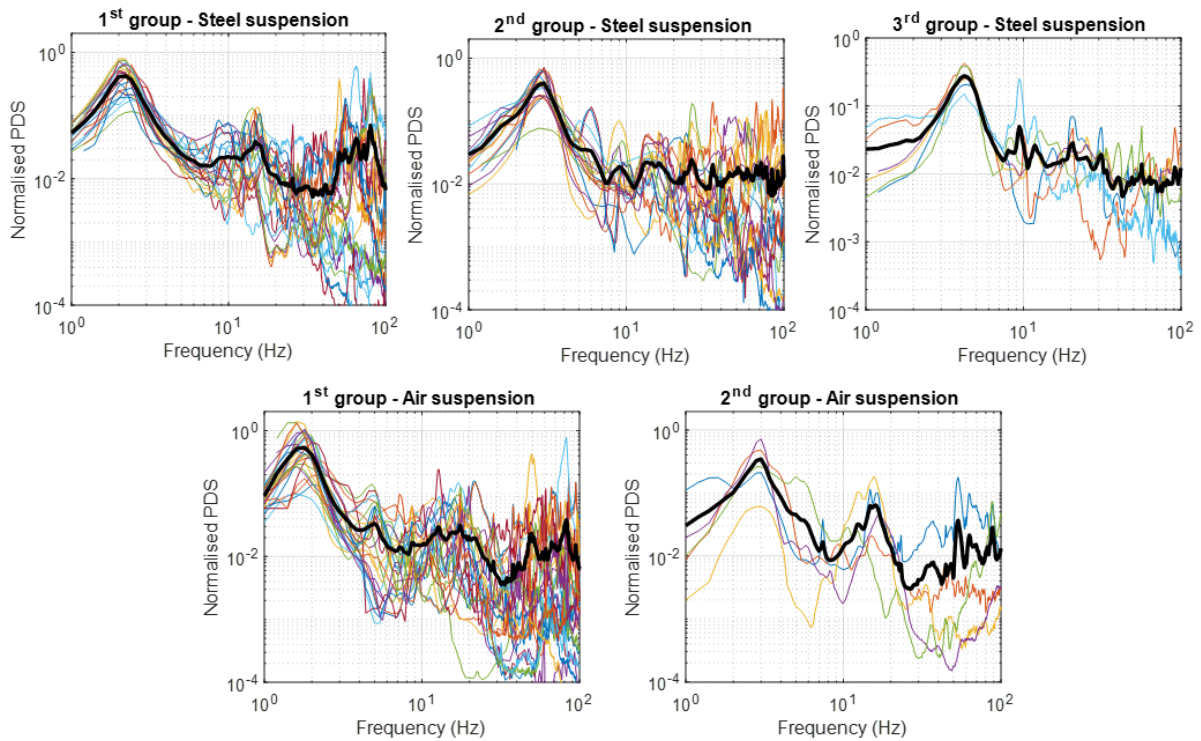 1st group - Steel suspension
Normalised PDS
10^0
10^-2
10^-4
10^0
10^1
10^2
Frequency (Hz)
2nd group - Steel suspension
Normalised PDS
10^0
10^-2
10^-4
10^0
10^1
10^2
Frequency (Hz)
3rd group - Steel suspension
Normalised PDS
10^0
10^-1
10^-2
10^-3
10^-4
10^0
10^1
10^2
Frequency (Hz)
1st group - Air suspension
Normalised PDS
10^0
10^-2
10^-4
10^0
10^1
10^2
Frequency (Hz)
2nd group - Air suspension
Normalised PDS
10^0
10^-2
10^-4
10^0
10^1
10^2
Frequency (Hz)